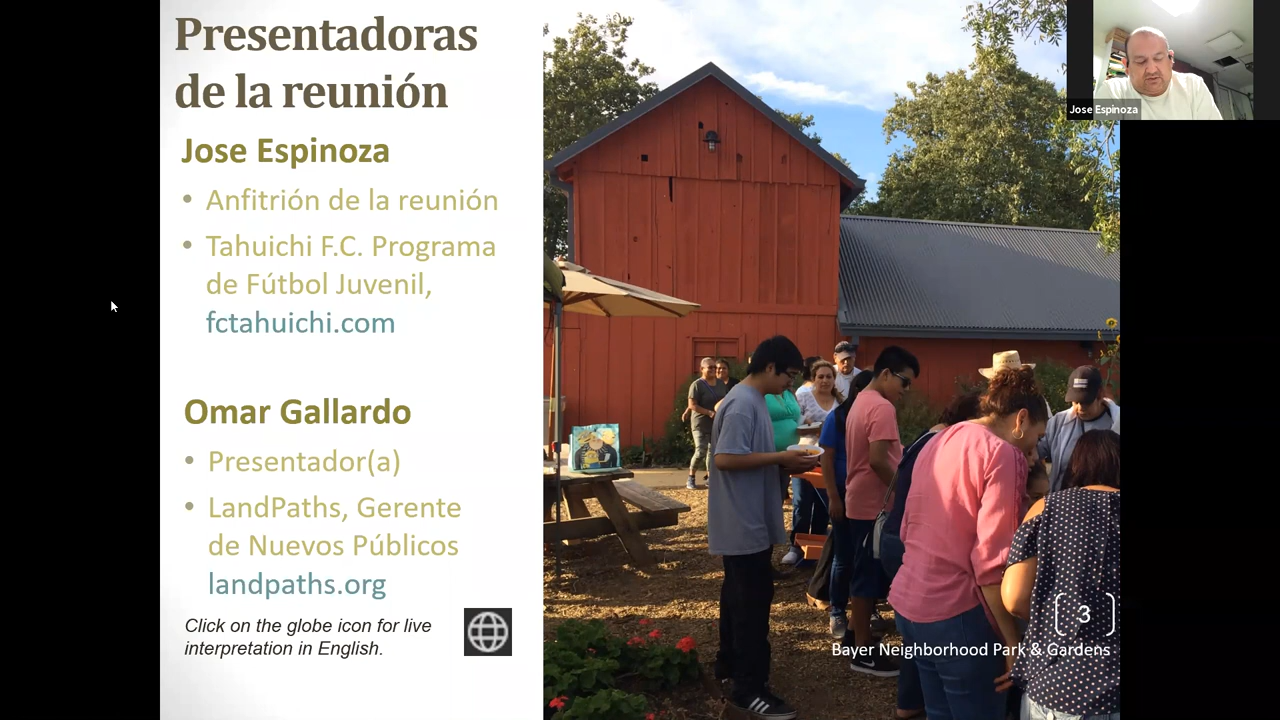 Presentadoras
de la reunión
Jose Espinoza
• Anfitrión de la reunión
• Tahuichi F.C. Programa
de Fútbol Juvenil,
fctahuichi.com
Omar Gallardo
• Presentador(a)
• LandPaths, Gerente
de Nuevos Públicos
landpaths.org
Click on the globe icon for live
interpretation in English.
Jose Espinoza
3
Bayer Neighborhood Park & Gardens